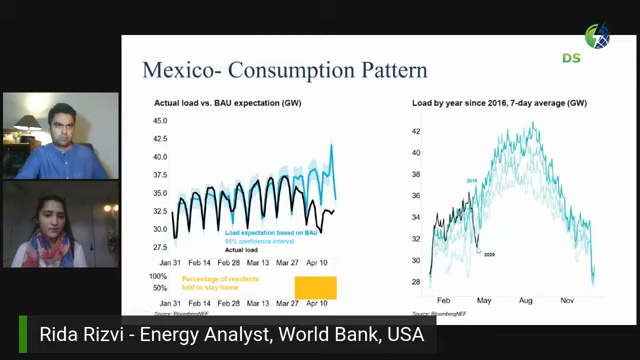 DS
Mexico- Consumption Pattern
Actual load vs. BAU expectation (GW)
45.0
42.5
40.0
37.5
35.0
32.5
30.0
27.5
Load expectation based on BAU
95% confidence interval
Actual load
Jan 31 Feb 14 Feb 28 Mar 13 Mar 27 Apr 10
100%
50%
Percentage of residents
told to stay home
Jan 31 Feb 14 Feb 28 Mar 13 Mar 27 Apr 10
Source: BloombergNEF
Load by year since 2016, 7-day average (GW)
42
40
38
36
34
32
30
28
2019
2020
Feb May Aug Nov
Source: BloombergNEF
Rida Rizvi - Energy Analyst, World Bank, USA